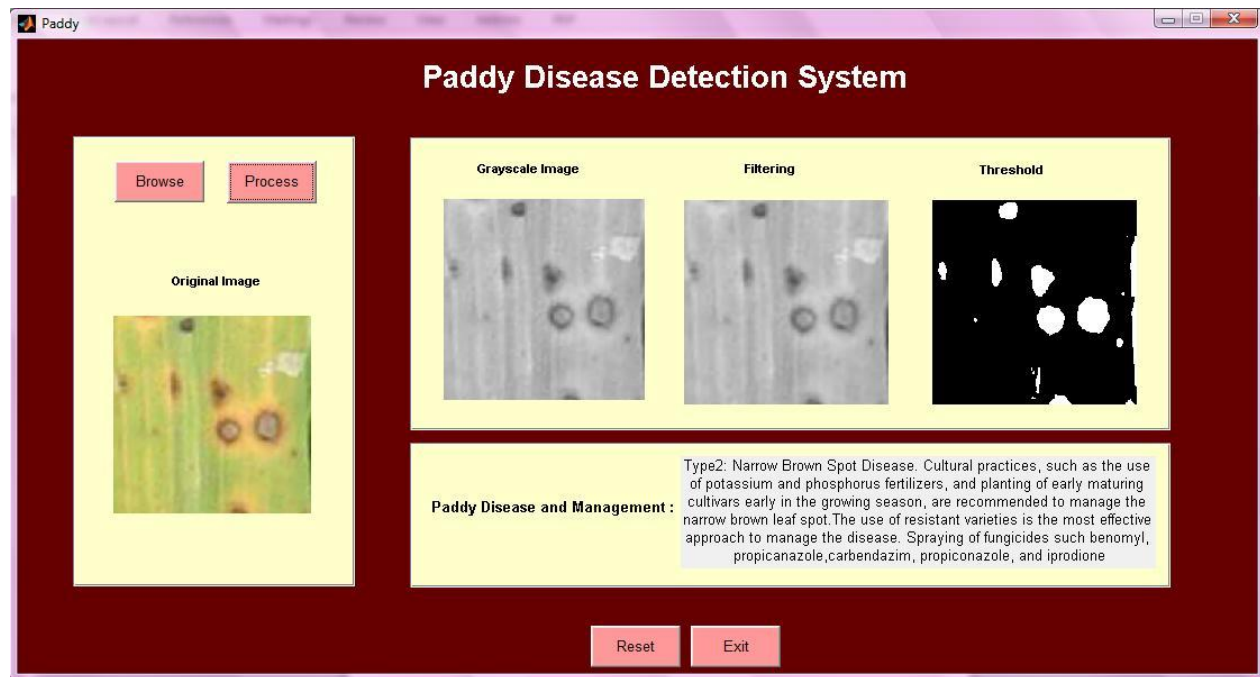 Paddy
Paddy Disease Detection System
Browse
Process
Original Image
Grayscale Image
Filtering
Threshold
Paddy Disease and Management :
Type2: Narrow Brown Spot Disease. Cultural practices, such as the use
of potassium and phosphorus fertilizers, and planting of early maturing
cultivars early in the growing season, are recommended to manage the
narrow brown leaf spot.The use of resistant varieties is the most effective
approach to manage the disease. Spraying of fungicides such benomyl,
propicanazole,carbendazim, propiconazole, and iprodione
Reset
Exit